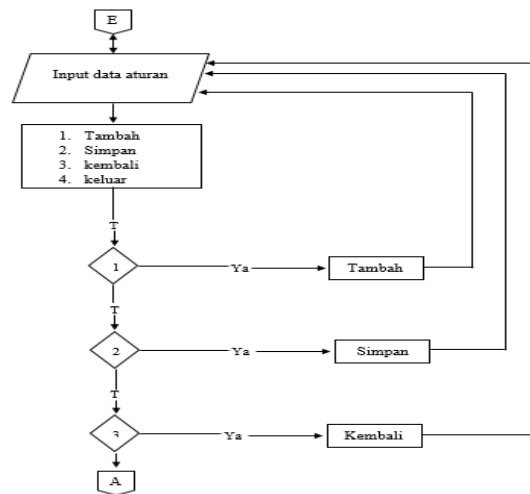 E
Input data aturan
1. Tambah
2. Simpan
3. kembali
4. keluar
T
1
Ya
Tambah
T
2
Ya
Simpan
T
3
Ya
Kembali
A